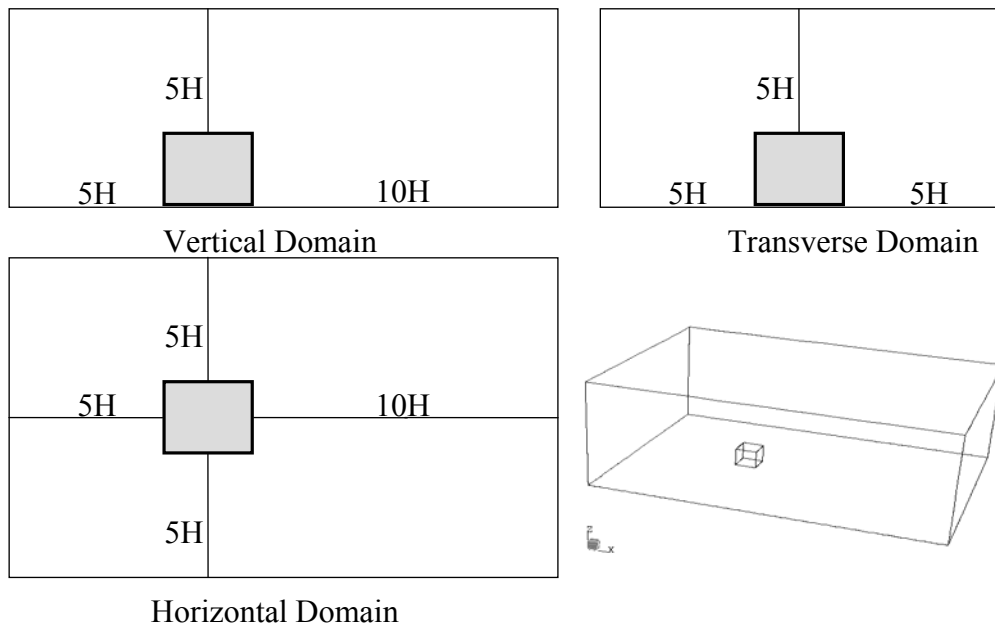 5H
5H
10H
Vertical Domain
5H
5H
5H
Transverse Domain
5H
5H
10H
5H
Horizontal Domain
z
x